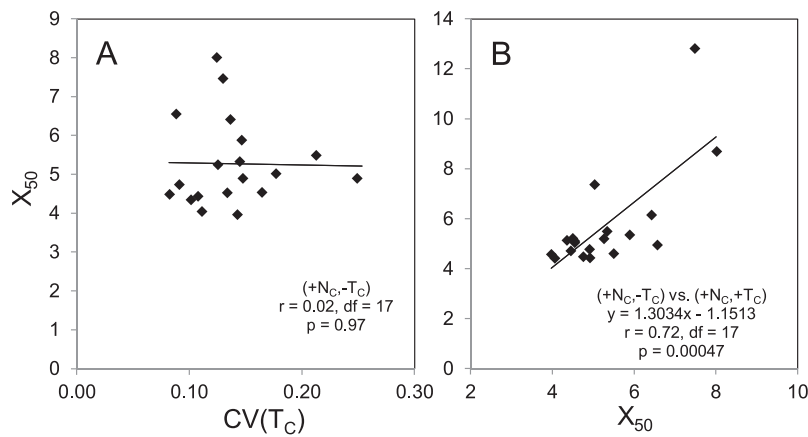 A
9
8
7
6
5
4
3
2
1
0
X50
0.00
0.10
0.20
0.30
CV(TC)
(+NC,-TC)
r = 0.02, df = 17
p = 0.97
B
14
12
10
8
6
4
2
0
2
4
6
8
10
X50
(+NC,-TC) vs. (+NC,+TC)
y = 1.3034x - 1.1513
r = 0.72, df = 17
p = 0.00047